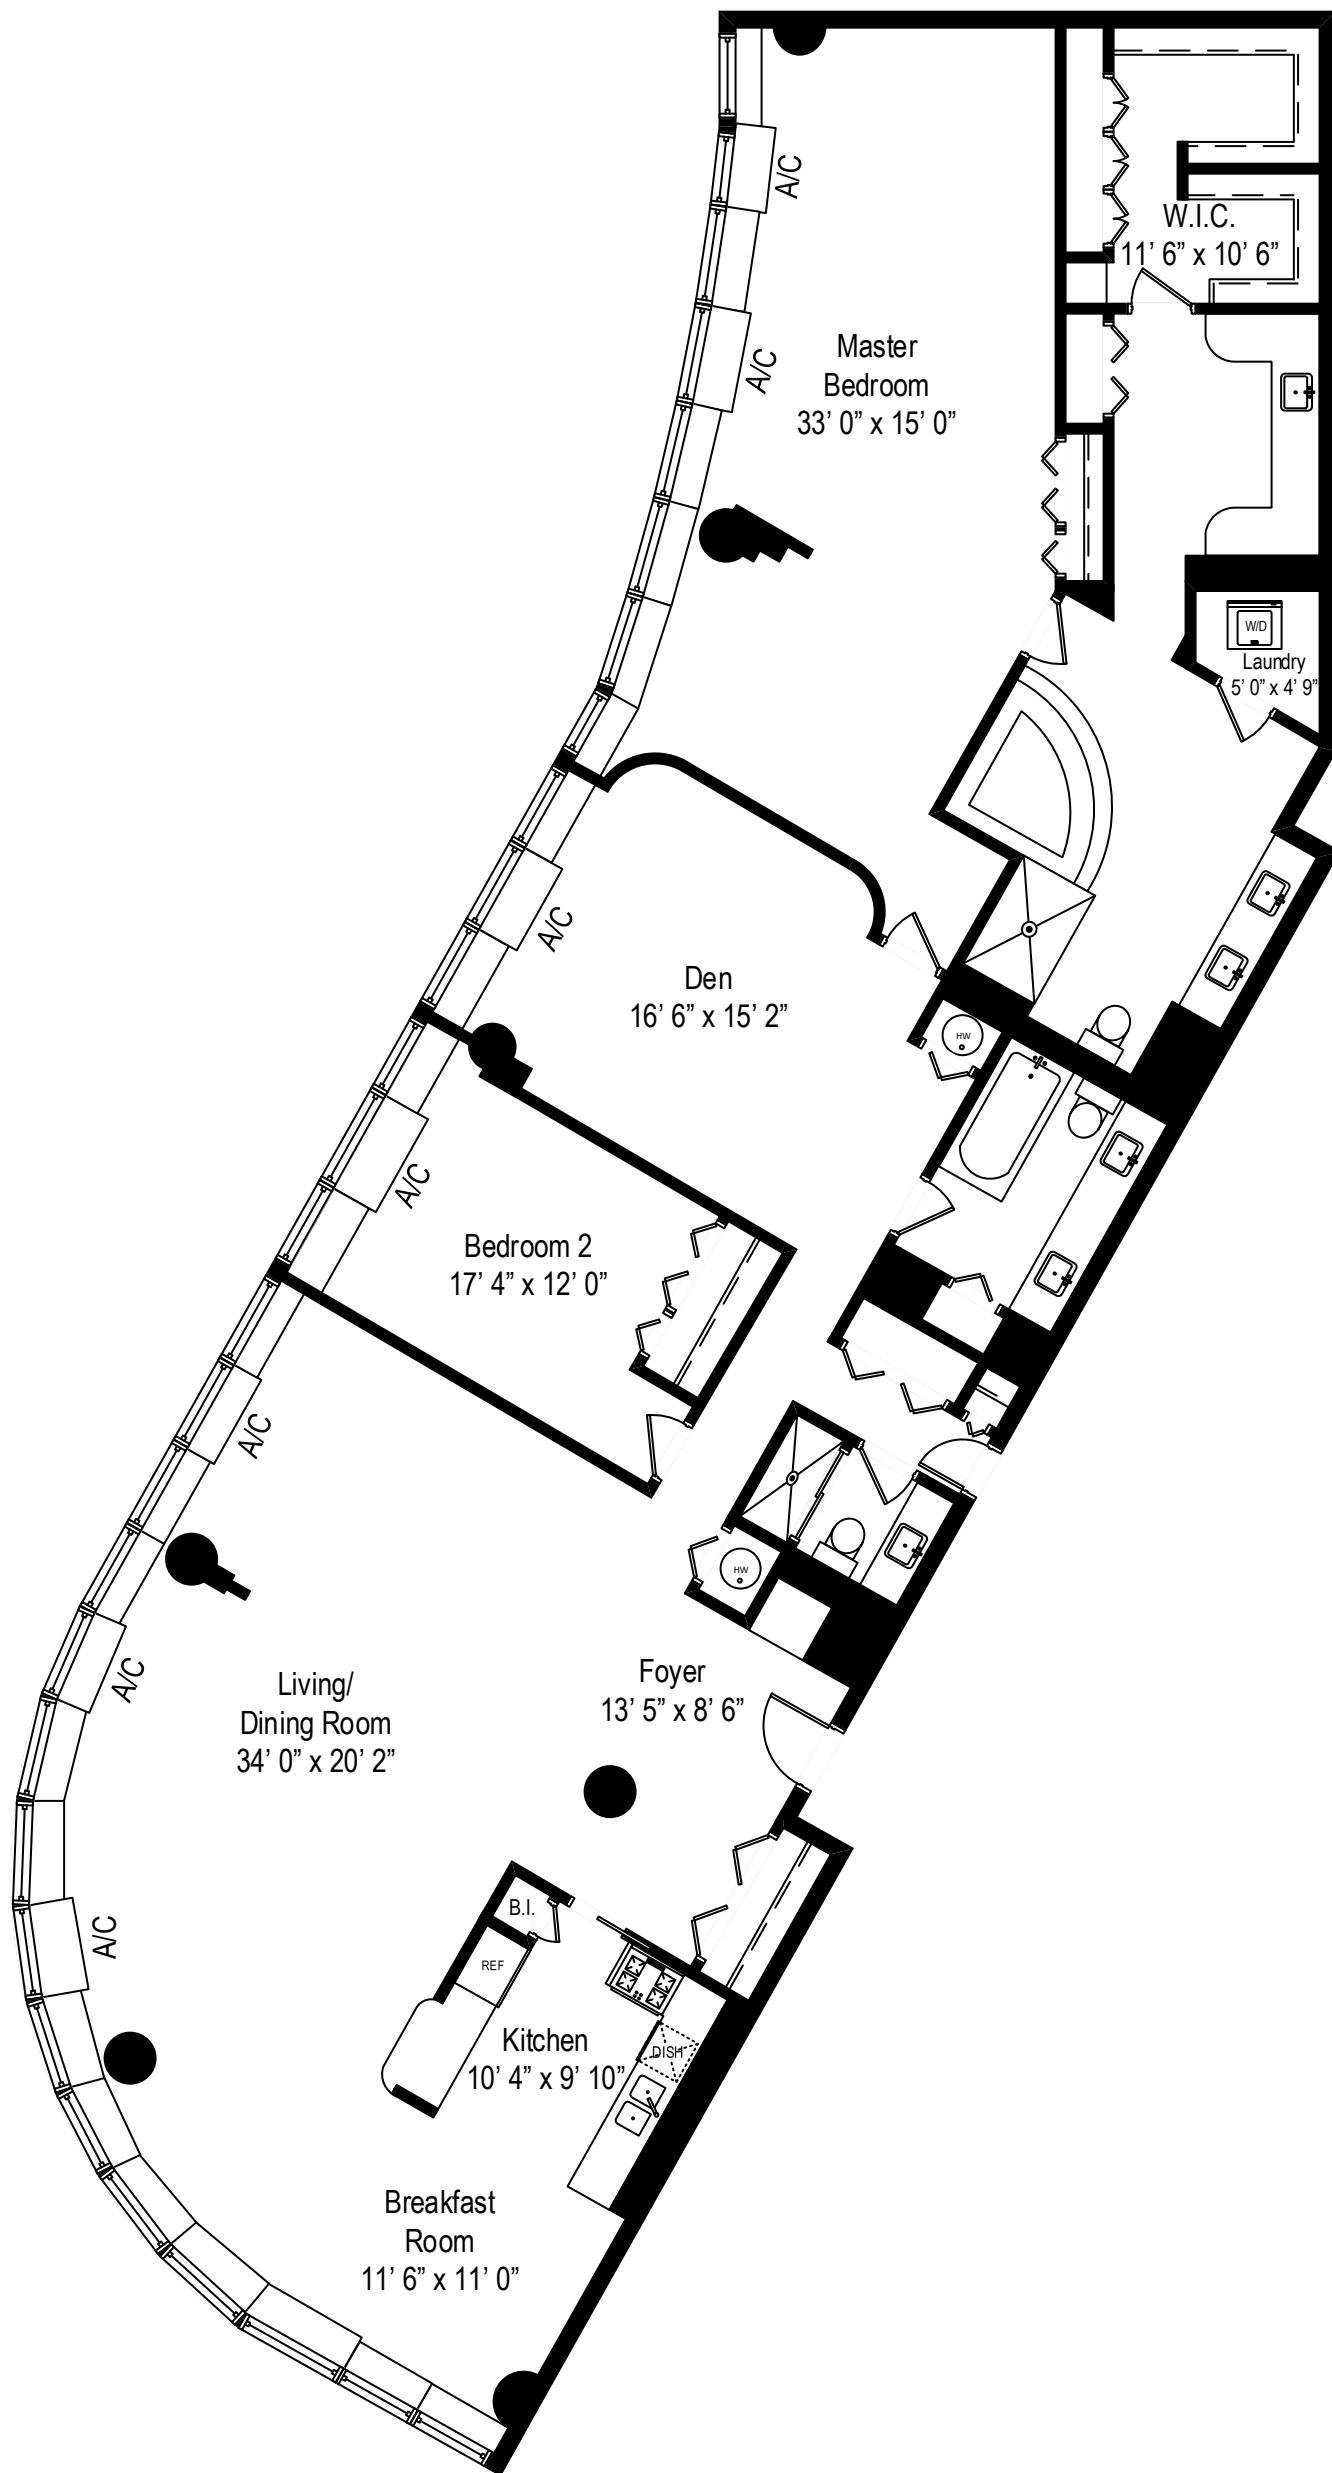 A/C
W.I.C.
11’ 6” x 10’ 6”
A/C
Master
Bedroom
33’ 0” x 15’ 0”
W/D
Laundry
5’ 0” x 4’ 9”
A/C
Den
16’ 6” x 15’ 2”
HW
A/C
Bedroom 2
17’ 4” x 12’ 0”
A/C
HW
A/C
Living/
Dining Room
34’ 0” x 20’ 2”
Foyer
13’ 5” x 8’ 6”
B.I.
A/C
REF
Kitchen
10’ 4” x 9’ 10”
DISH
Breakfast
Room
11’ 6” x 11’ 0”